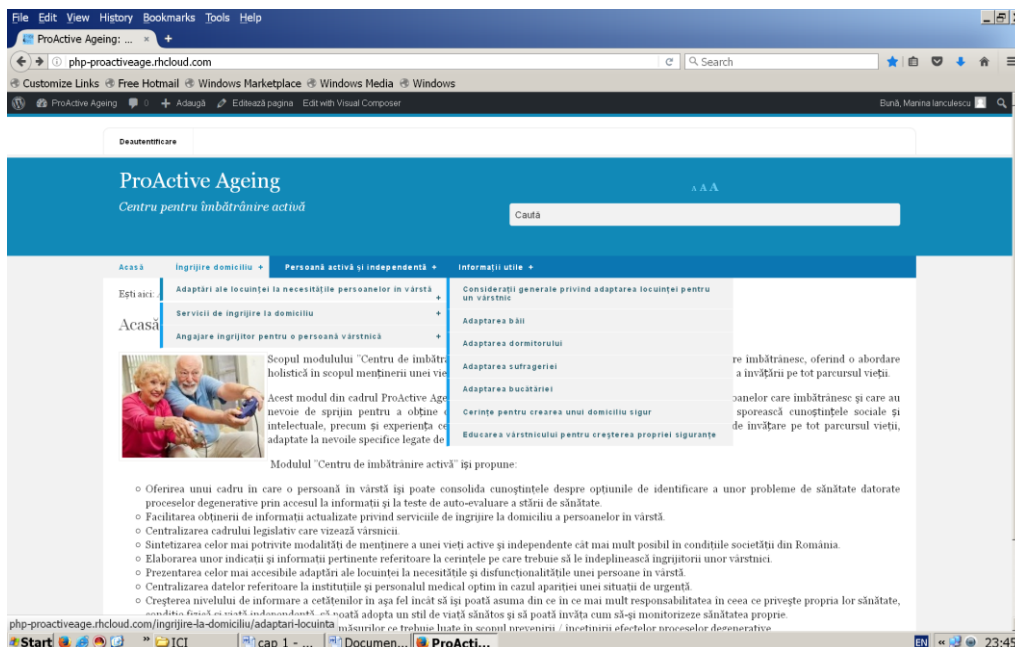 File Edit View History Bookmarks Tools Help
ProActive Ageing: ... × +
php-proactiveage.rhcloud.com Search
Customize Links Free Hotmail Windows Marketplace Windows Media Windows
ProActive Ageing 0 + Adaugă Editează pagina Edit with Visual Composer Bună, Manina Ianculescu
Deautentificare
ProActive Ageing
A A A
Centru pentru îmbătrânire activă
Caută
Acasă Îngrijire domiciliu + Persoană activă și independentă + Informații utile +
Ești aici:
Adaptări ale locuinței la necesitățile persoanelor în vârstă +
Servicii de îngrijire la domiciliu +
Angajare îngrijitor pentru o persoană vârstnică +
Considerații generale privind adaptarea locuinței pentru
un vârstnic
Adaptarea băii
Adaptarea dormitorului
Adaptarea sufrageriei
Adaptarea bucătăriei
Cerințe pentru crearea unui domiciliu sigur
Educarea vârstnicului pentru creșterea propriei siguranțe
Acasă
Scopul modulului "Centru de îmbătr re îmbătrânesc, oferind o abordare
holistică în scopul menținerii unei vie a învățării pe tot parcursul vieții.
Acest modul din cadrul ProActive Age oanelor care îmbătrânesc și care au
nevoie de sprijin pentru a obține sporească cunoștințele sociale și
intelectuale, precum și experiența ce de învățare pe tot parcursul vieții,
adaptate la nevoile specifice legate de
Modulul "Centru de îmbătrânire activă" își propune:
Oferirea unui cadru în care o persoană în vârstă își poate consolida cunoștințele despre opțiunile de identificare a unor probleme de sănătate datorate
proceselor degenerative prin accesul la informații și la teste de auto-evaluare a stării de sănătate.
Facilitarea obținerii de informații actualizate privind serviciile de îngrijire la domiciliu a persoanelor în vârstă.
Centralizarea cadrului legislativ care vizează vârsnicii.
Sintetizarea celor mai potrivite modalități de menținere a unei vieți active și independente cât mai mult posibil în condițiile societății din România.
Elaborarea unor indicații și informații pertinente referitoare la cerințele pe care trebuie să le îndeplinească îngrijitorii unor vârstnici.
Prezentarea celor mai accesibile adaptări ale locuinței la necesitățile și disfuncționalitățile unei persoane în vârstă.
Centralizarea datelor referitoare la instituțiile și personalul medical optim în cazul apariției unei situații de urgență.
Creșterea nivelului de informare a cetățenilor în așa fel încât să își poată asuma din ce în ce mai mult responsabilitatea în ceea ce privește propria lor sănătate,
condiție fizică și viață independentă, să poată adopta un stil de viață sănătos și să poată învăța cum să-și monitorizeze sănătatea proprie.
php-proactiveage.rhcloud.com/ingrijire-la-domiciliu/adaptari-locuinta măsurilor ce trebuie luate în scopul prevenirii / încetinirii efectelor proceselor degenerative
Start » ICI cap 1 - ... Documen... ProActi... EN « 23:45